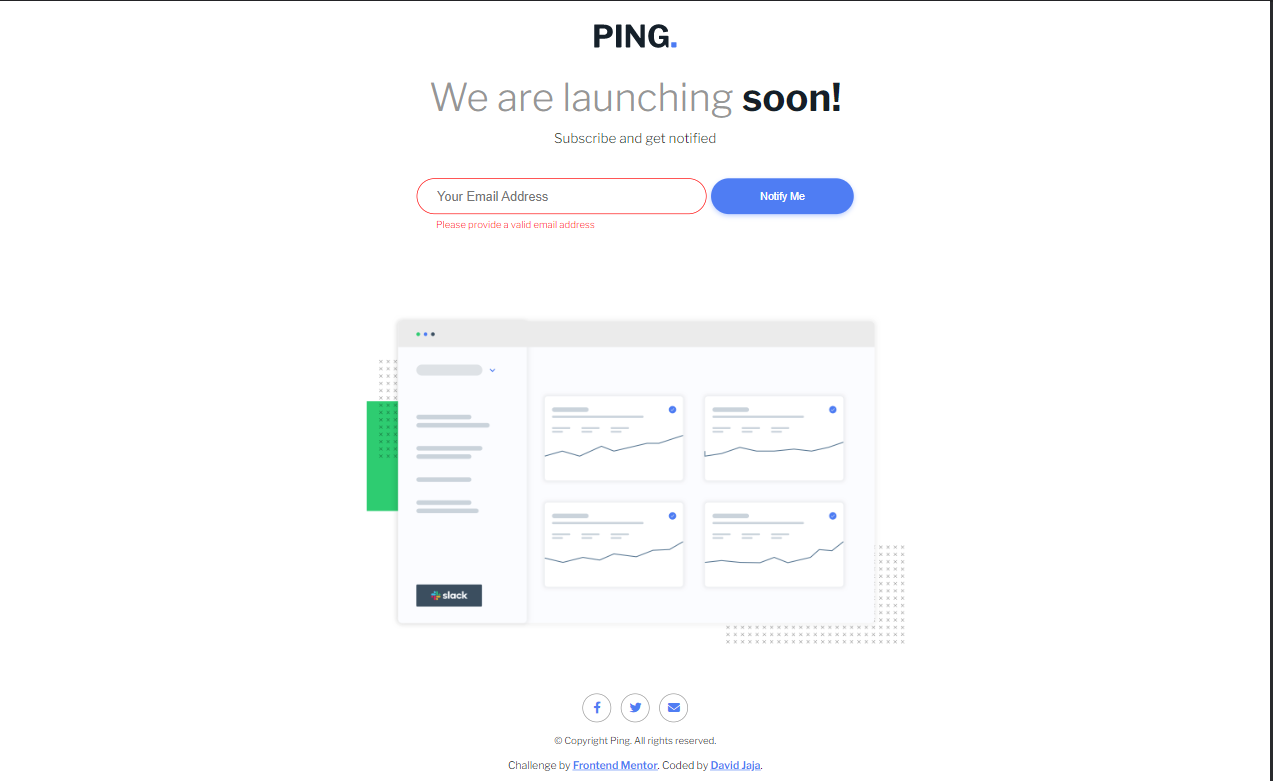 PING.
We are launching soon!
Subscribe and get notified
Your Email Address
Notify Me
Please provide a valid email address
slack
© Copyright Ping. All rights reserved.
Challenge by Frontend Mentor. Coded by David Jaja.